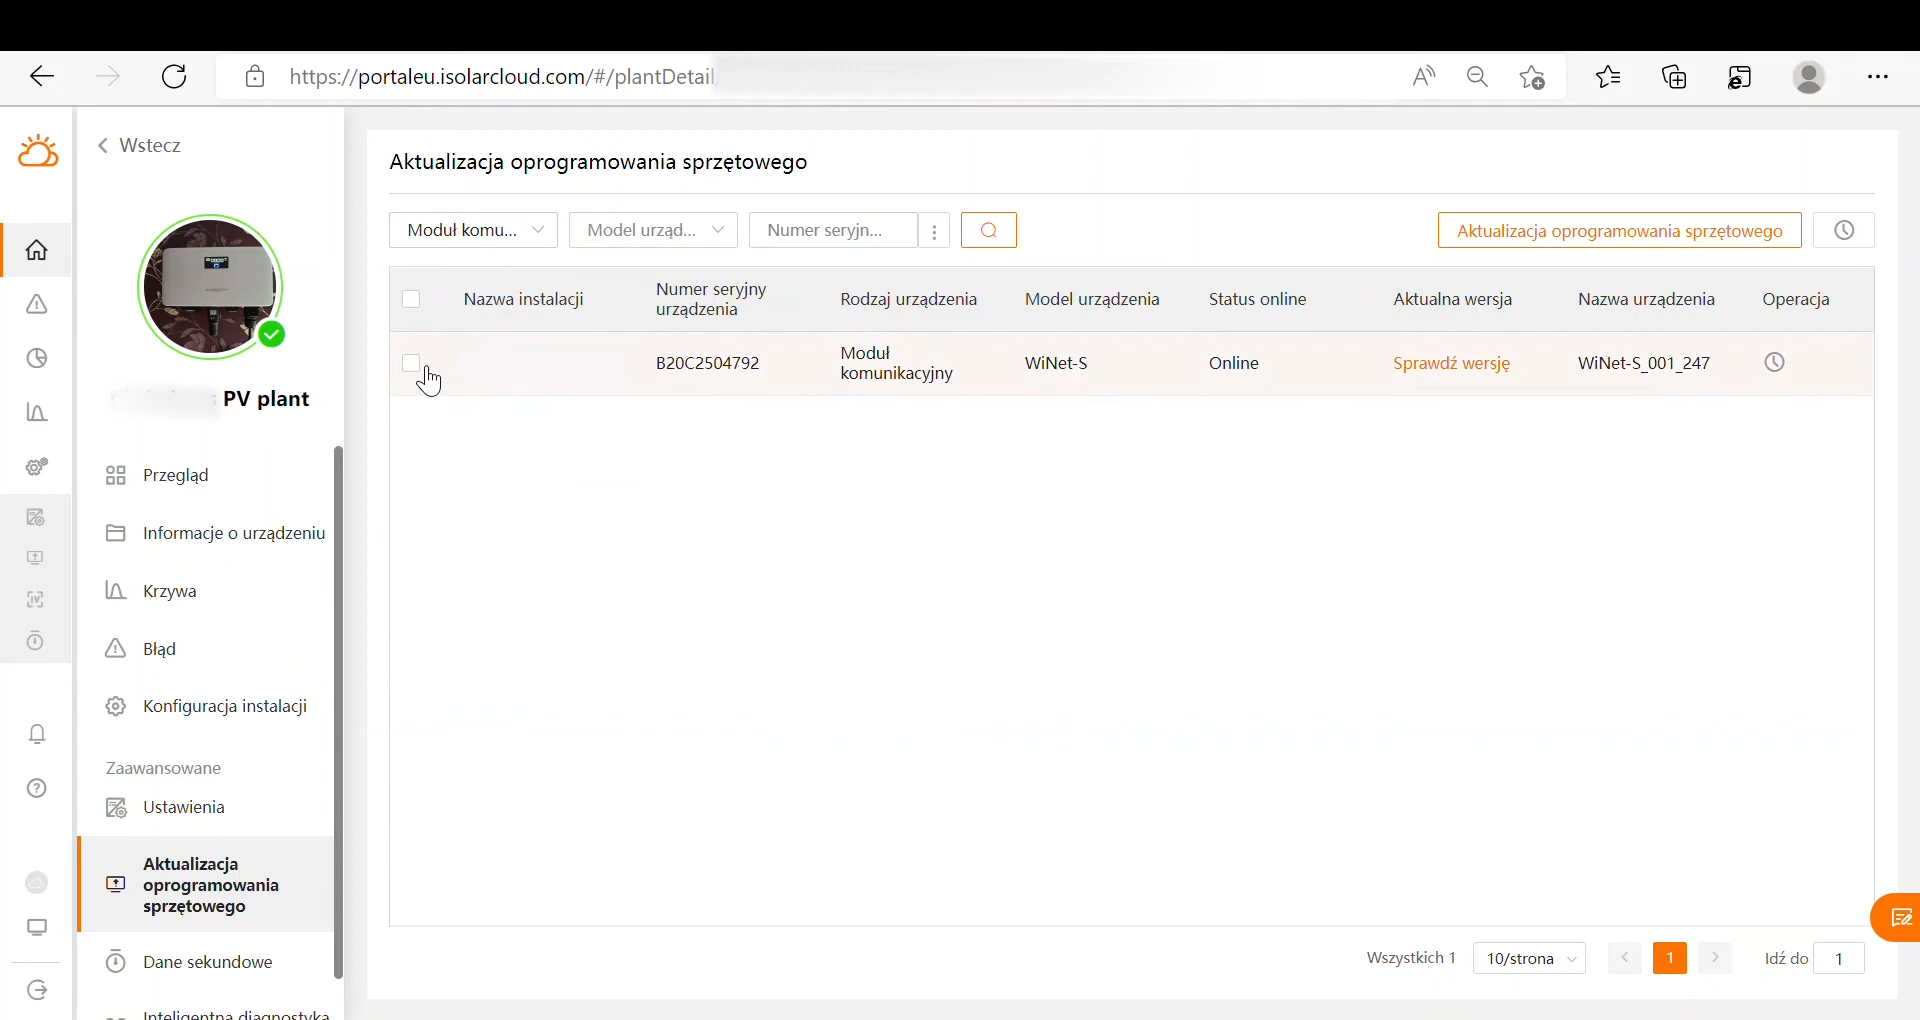 https://portaleu.isolarcloud.com/#/plantDetail
Wstecz
PV plant
Przegląd
Informacje o urządzeniu
Krzywa
Błąd
Konfiguracja instalacji
Zaawansowane
Ustawienia
Aktualizacja
oprogramowania
sprzętowego
Dane sekundowe
Inteligentna diagnostyka
Aktualizacja oprogramowania sprzętowego
Moduł komu...
Model urząd...
Numer seryjn...
Aktualizacja oprogramowania sprzętowego
Nazwa instalacji
Numer seryjny
urządzenia
Rodzaj urządzenia
Model urządzenia
Status online
Aktualna wersja
Nazwa urządzenia
Operacja
B20C2504792
Moduł
komunikacyjny
WiNet-S
Online
Sprawdź wersję
WiNet-S_001_247
Wszystkich 1
10/strona
1
Idź do
1